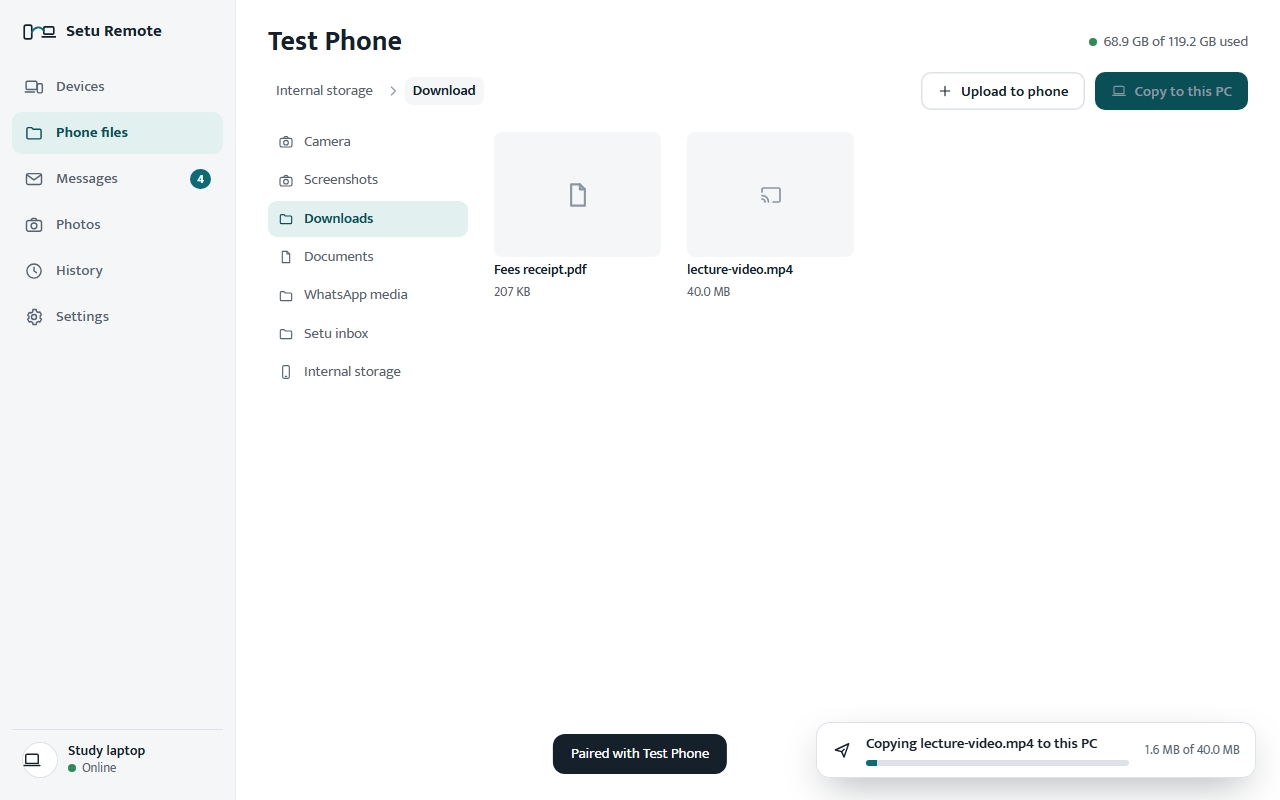 Setu Remote
Devices
Phone files
Messages
4
Photos
History
Settings
Study laptop
Online
Test Phone
68.9 GB of 119.2 GB used
Internal storage
Download
Upload to phone
Copy to this PC
Camera
Screenshots
Downloads
Documents
WhatsApp media
Setu inbox
Internal storage
Fees receipt.pdf
207 KB
lecture-video.mp4
40.0 MB
Paired with Test Phone
Copying lecture-video.mp4 to this PC
1.6 MB of 40.0 MB